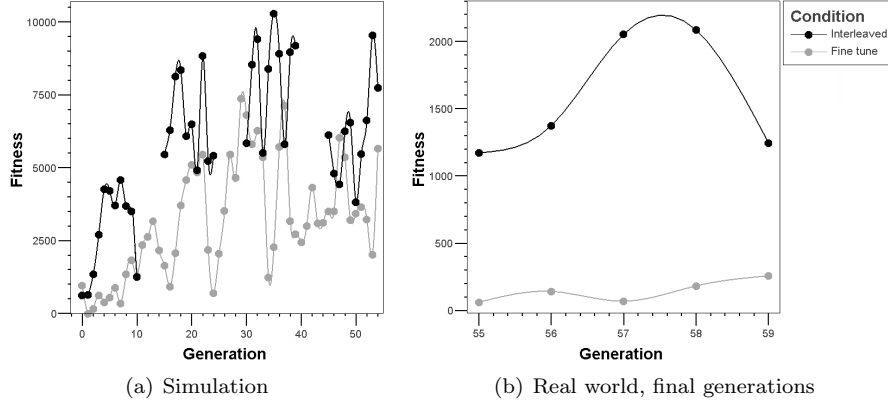 10000
7500
5000
2500
0
Fitness
0 10 20 30 40 50
Generation
(a) Simulation
2000
1500
1000
500
0
Fitness
55 56 57 58 59
Generation
(b) Real world, final generations
Condition
Interleaved
Fine tune